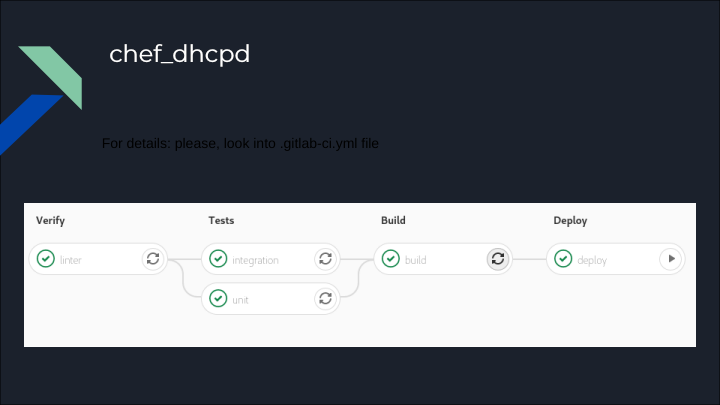 chef_dhcpd
For details: please, look into .gitlab-ci.yml file
Verify Tests Build Deploy
linter integration build deploy
unit